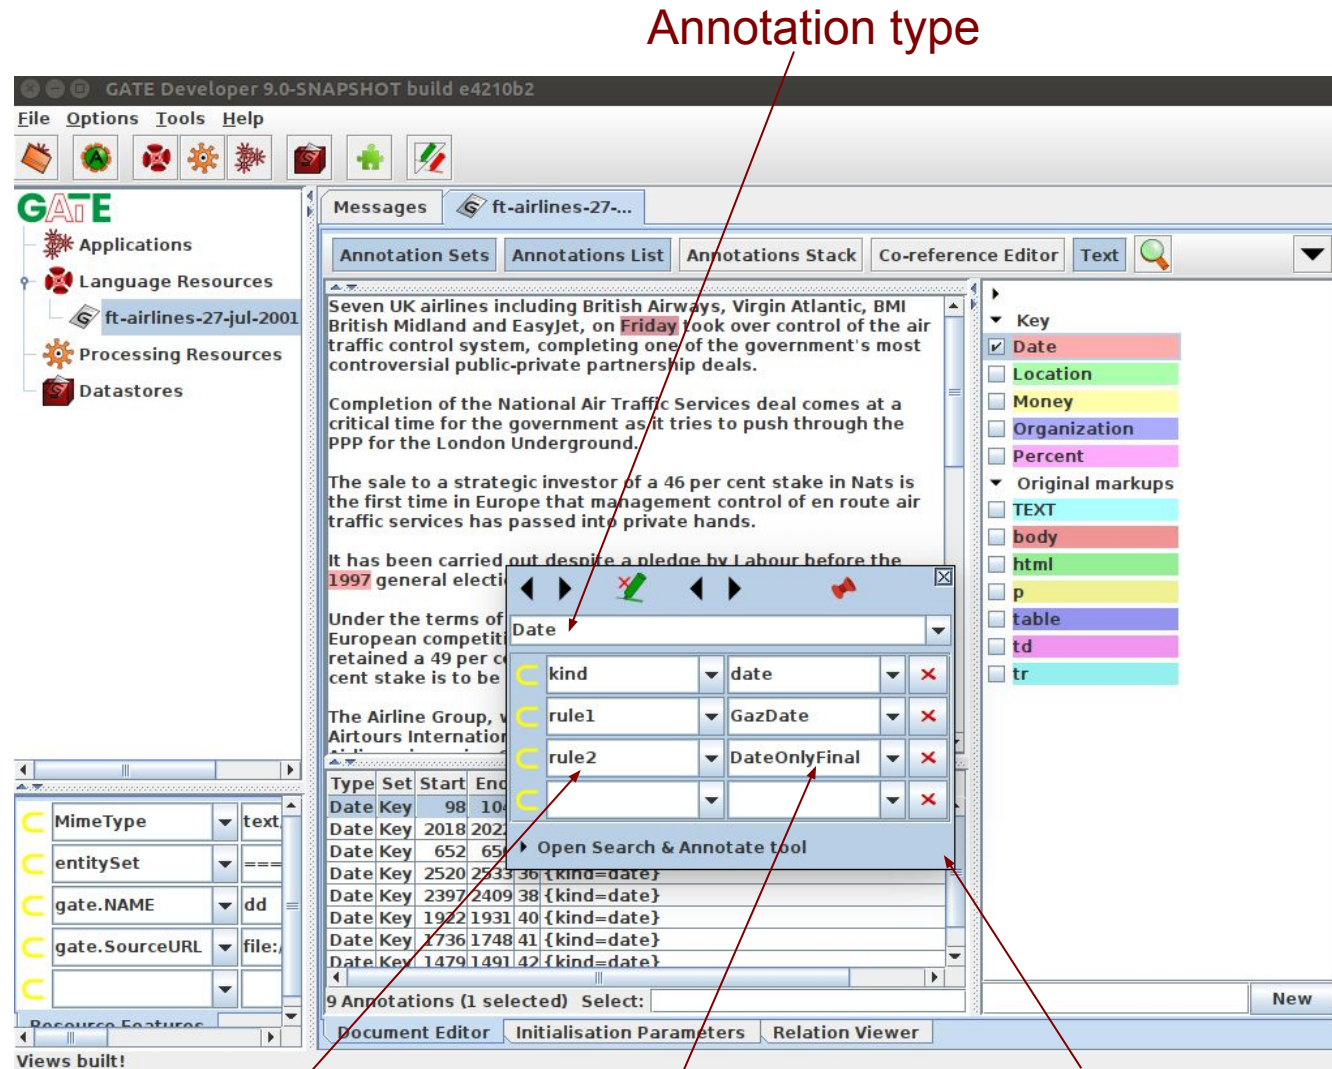 Annotation type
GATE Developer 9.0-SNAPSHOT build e4210b2
File Options Tools Help
GATE
Applications
Language Resources
ft-airlines-27-jul-2001
Processing Resources
Datastores
Messages ft-airlines-27-...
Annotation Sets Annotations List Annotations Stack Co-reference Editor Text
Seven UK airlines including British Airways, Virgin Atlantic, BMI
British Midland and EasyJet, on Friday took over control of the air
traffic control system, completing one of the government's most
controversial public-private partnership deals.
Completion of the National Air Traffic Services deal comes at a
critical time for the government as it tries to push through the
PPP for the London Underground.
The sale to a strategic investor of a 46 per cent stake in Nats is
the first time in Europe that management control of en route air
traffic services has passed into private hands.
It has been carried out despite a pledge by Labour before the
1997 general electi
Under the terms of
European competiti
retained a 49 per c
cent stake is to be
The Airline Group, 
Airtours Internation
Key
Date
Location
Money
Organization
Percent
Original markups
TEXT
body
html
p
table
td
tr
Date
kind date
rule1 GazDate
rule2 DateOnlyFinal
Open Search & Annotate tool
Type Set Start End
Date Key 98 104
Date Key 2018 2022
Date Key 652 656
Date Key 2520 2533 36 {kind=date}
Date Key 2397 2409 38 {kind=date}
Date Key 1922 1931 40 {kind=date}
Date Key 1736 1748 41 {kind=date}
Date Key 1479 1491 42 {kind=date}
9 Annotations (1 selected) Select:
New
Document Editor Initialisation Parameters Relation Viewer
MimeType text/
entitySet ===
gate.NAME dd
gate.SourceURL file:/
Resource Features
Views built!